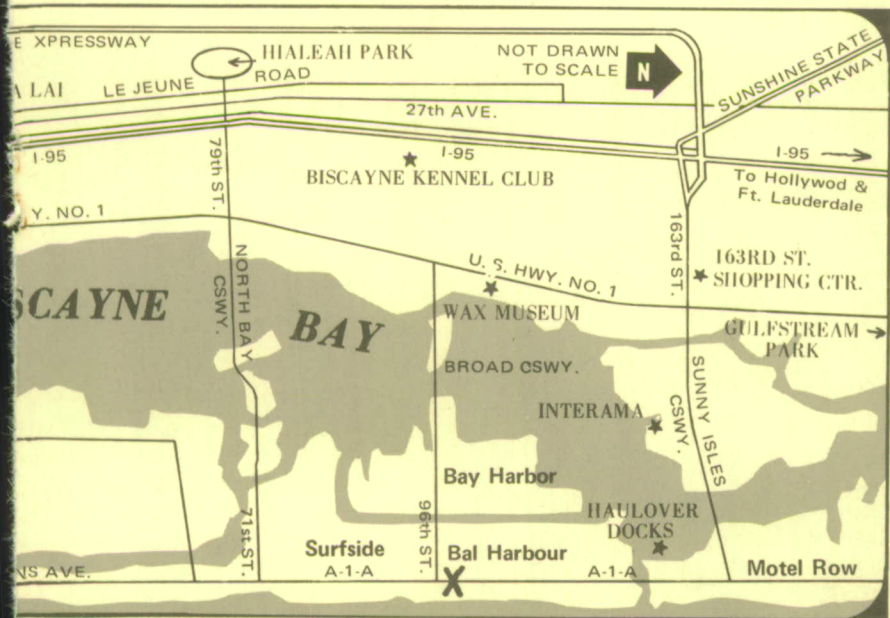 E XPRESSWAY
HIALEAH PARK
NOT DRAWN
TO SCALE
N
SUNSHINE STATE
PARKWAY
A LAI
LE JEUNE
ROAD
27th AVE.
I-95
79th ST.
I-95
BISCAYNE KENNEL CLUB
I-95
To Hollywod &
Ft. Lauderdale
Y. NO. 1
163rd ST.
163RD ST.
SHOPPING CTR.
U. S. HWY. NO. 1
SCAYNE
BAY
NORTH BAY
CSWY.
WAX MUSEUM
GULFSTREAM
PARK
BROAD CSWY.
INTERAMA
SUNNY ISLES
CSWY.
Bay Harbor
HAULOVER
DOCKS
71st ST.
96th ST.
Surfside
Bal Harbour
Motel Row
NS AVE.
A-1-A
X
A-1-A